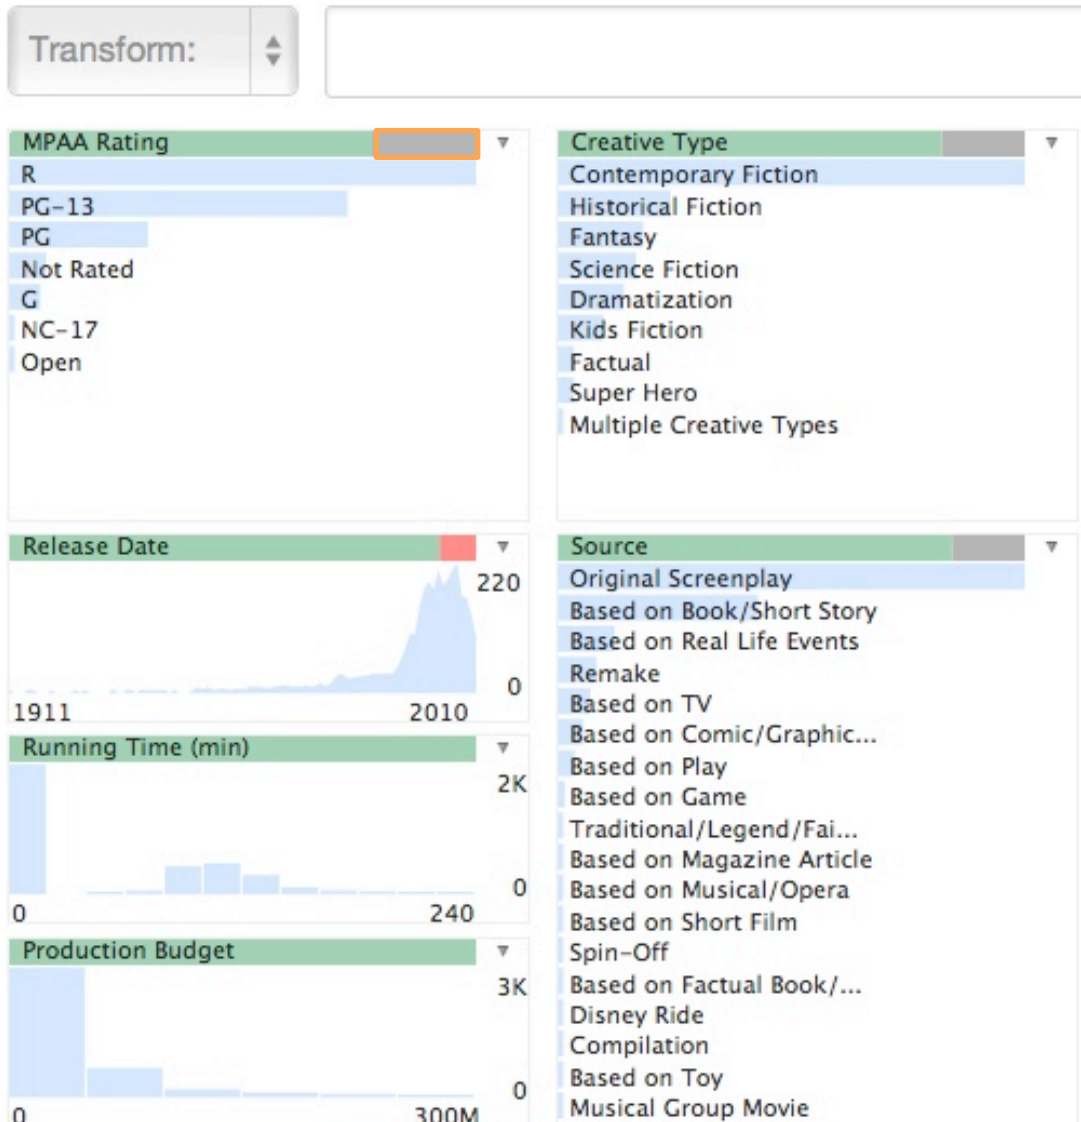 Transform:
MPAA Rating
R
PG-13
PG
Not Rated
G
NC-17
Open
Creative Type
Contemporary Fiction
Historical Fiction
Fantasy
Science Fiction
Dramatization
Kids Fiction
Factual
Super Hero
Multiple Creative Types
Release Date
220
0
1911 2010
Running Time (min)
2K
0
0 240
Production Budget
3K
0
0 300M
Source
Original Screenplay
Based on Book/Short Story
Based on Real Life Events
Remake
Based on TV
Based on Comic/Graphic...
Based on Play
Based on Game
Traditional/Legend/Fai...
Based on Magazine Article
Based on Musical/Opera
Based on Short Film
Spin-Off
Based on Factual Book/...
Disney Ride
Compilation
Based on Toy
Musical Group Movie